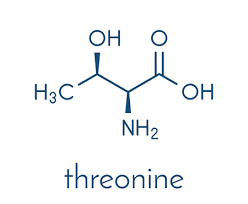 OH O
H₃C OH
NH₂
threonine